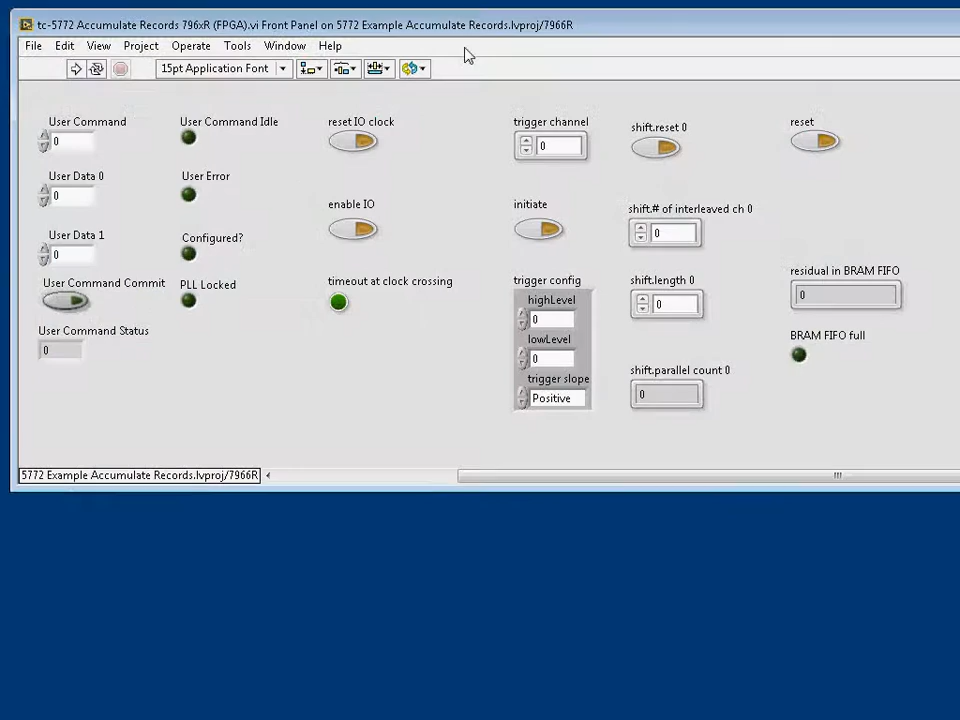 tc-5772 Accumulate Records 796xR (FPGA).vi Front Panel on 5772 Example Accumulate Records.lvproj/7966R
File Edit View Project Operate Tools Window Help
15pt Application Font
User Command
0
User Command Idle
reset IO clock
trigger channel
0
shift.reset 0
reset
User Data 0
0
User Error
enable IO
initiate
shift.# of interleaved ch 0
0
User Data 1
0
Configured?
User Command Commit
PLL Locked
timeout at clock crossing
trigger config
highLevel
0
lowLevel
0
trigger slope
Positive
shift.length 0
0
residual in BRAM FIFO
0
User Command Status
0
BRAM FIFO full
shift.parallel count 0
0
5772 Example Accumulate Records.lvproj/7966R